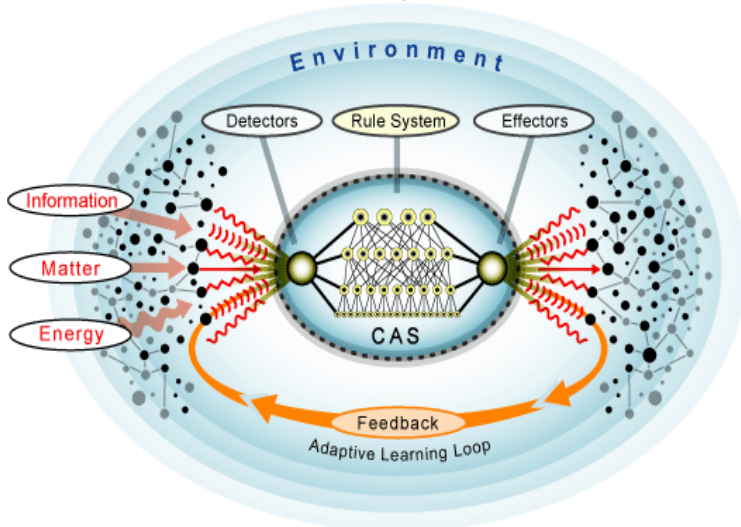 Environment
Detectors
Rule System
Effectors
Information
Matter
Energy
CAS
Feedback
Adaptive Learning Loop